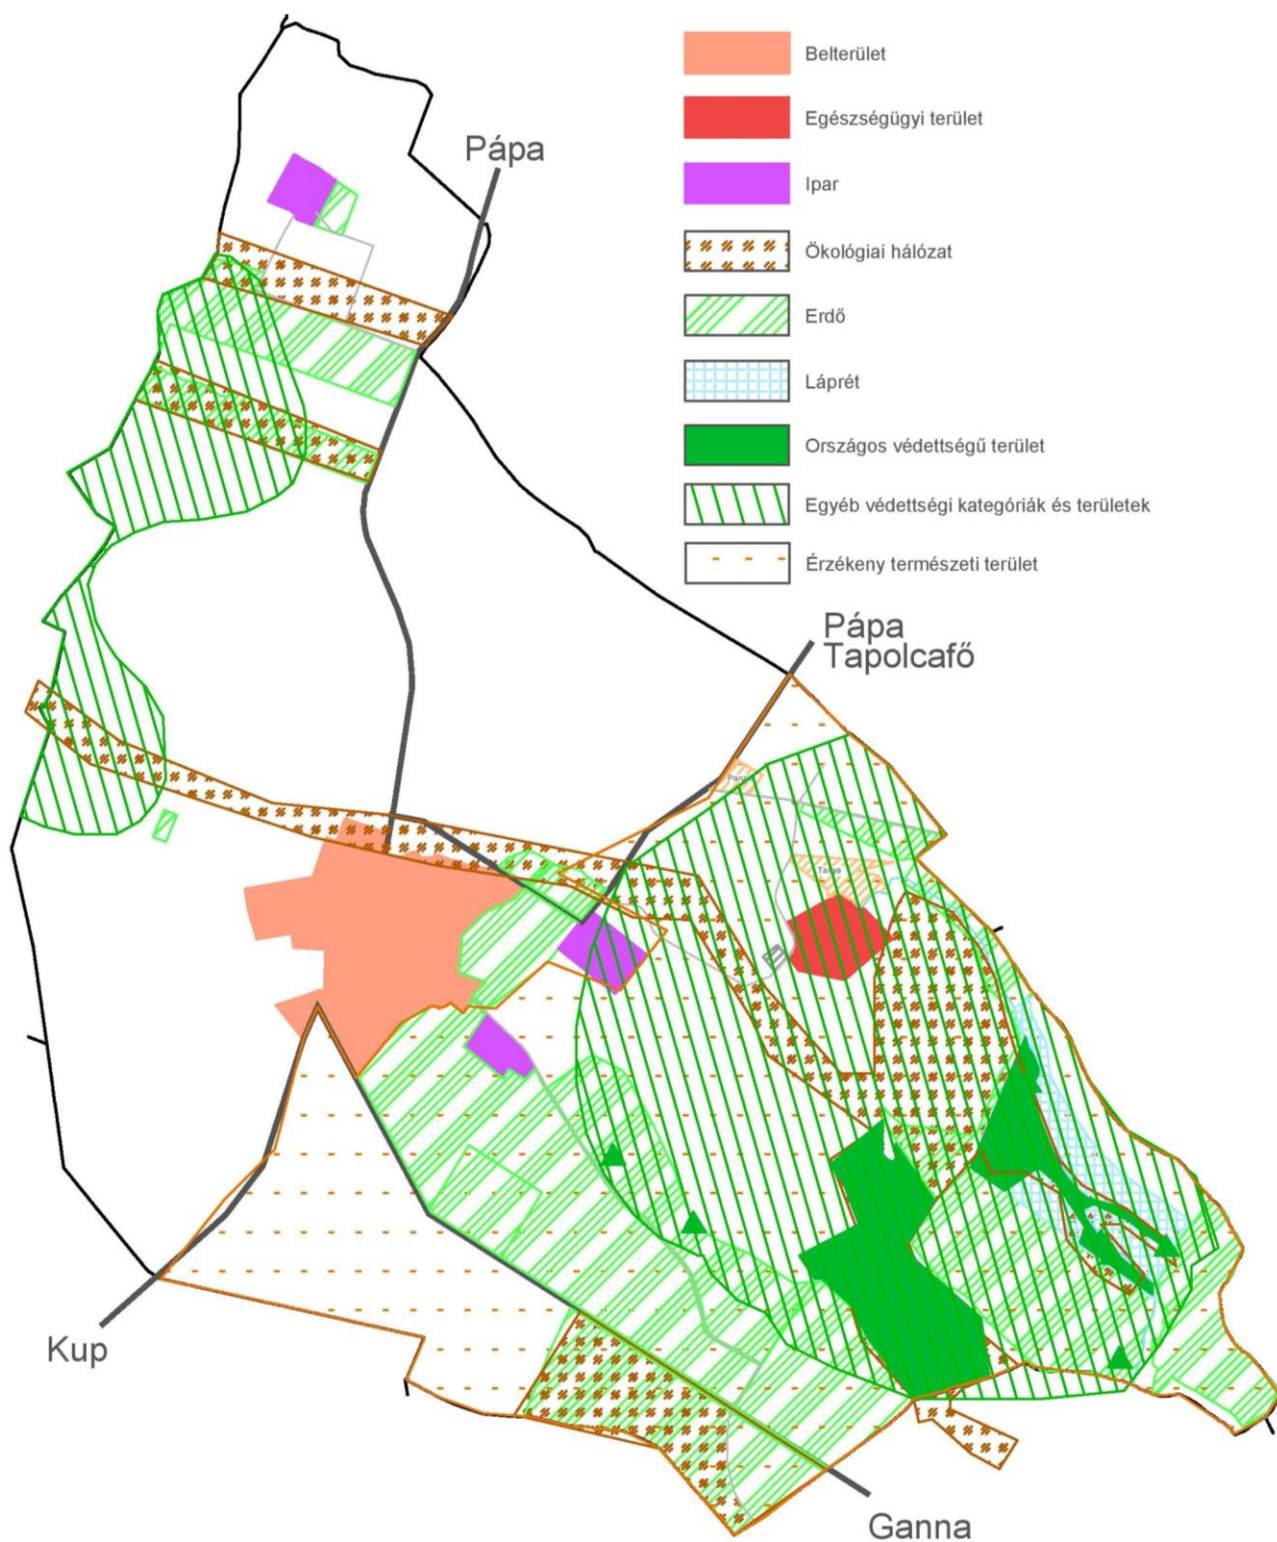 Belterület
Egészségügyi terület
Pápa
Ipar
Ökológiai hálózat
Erdő
Láprét
Országos védettségű terület
Egyéb védettségi kategóriák és területek
Érzékeny természeti terület
Pápa
Tapolcafő
Tanya
Kup
Ganna